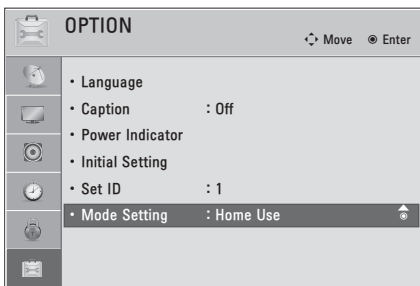 OPTION
Move Enter
• Language
• Caption : Off
• Power Indicator
• Initial Setting
• Set ID : 1
• Mode Setting : Home Use